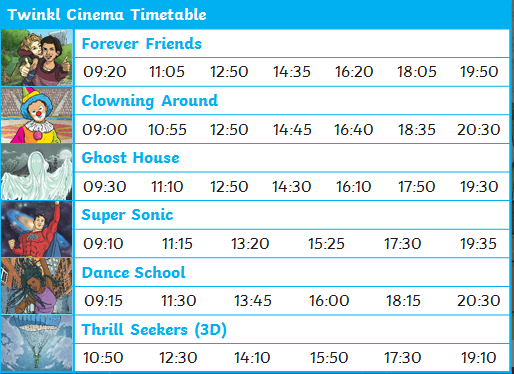 Twinkl Cinema Timetable
Forever Friends
09:20 11:05 12:50 14:35 16:20 18:05 19:50
Clowning Around
09:00 10:55 12:50 14:45 16:40 18:35 20:30
Ghost House
09:30 11:10 12:50 14:30 16:10 17:50 19:30
Super Sonic
09:10 11:15 13:20 15:25 17:30 19:35
Dance School
09:15 11:30 13:45 16:00 18:15 20:30
Thrill Seekers (3D)
10:50 12:30 14:10 15:50 17:30 19:10